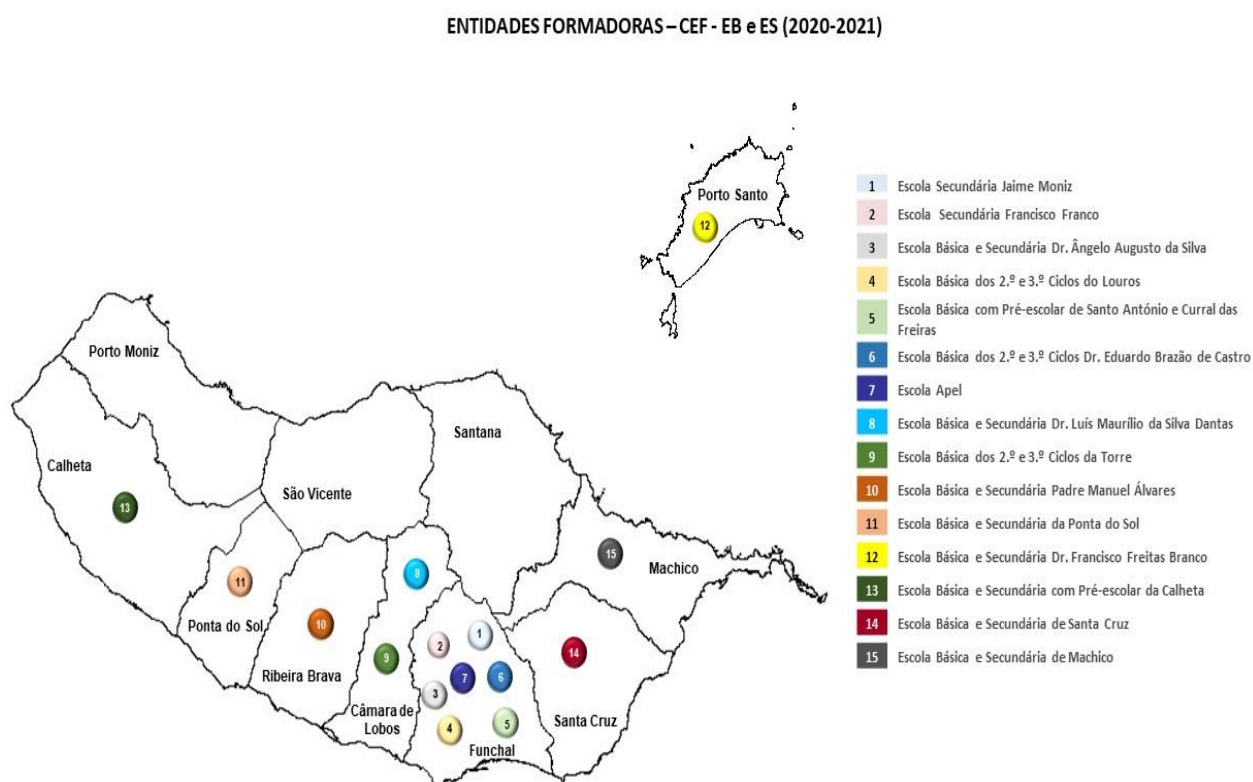 ENTIDADES FORMADORAS – CEF - EB e ES (2020-2021)
Porto Santo
12
Porto Moniz
Calheta
13
São Vicente
Santana
15
Machico
11
Ponta do Sol
10
Ribeira Brava
8
9
Câmara de
Lobos
1
2
7
6
3
4
5
Funchal
14
Santa Cruz
1 Escola Secundária Jaime Moniz
2 Escola Secundária Francisco Franco
3 Escola Básica e Secundária Dr. Ângelo Augusto da Silva
4 Escola Básica dos 2.º e 3.º Ciclos do Louros
5 Escola Básica com Pré-escolar de Santo António e Curral das
Freiras
6 Escola Básica dos 2.º e 3.º Ciclos Dr. Eduardo Brazão de Castro
7 Escola Apel
8 Escola Básica e Secundária Dr. Luís Maurílio da Silva Dantas
9 Escola Básica dos 2.º e 3.º Ciclos da Torre
10 Escola Básica e Secundária Padre Manuel Álvares
11 Escola Básica e Secundária da Ponta do Sol
12 Escola Básica e Secundária Dr. Francisco Freitas Branco
13 Escola Básica e Secundária com Pré-escolar da Calheta
14 Escola Básica e Secundária de Santa Cruz
15 Escola Básica e Secundária de Machico